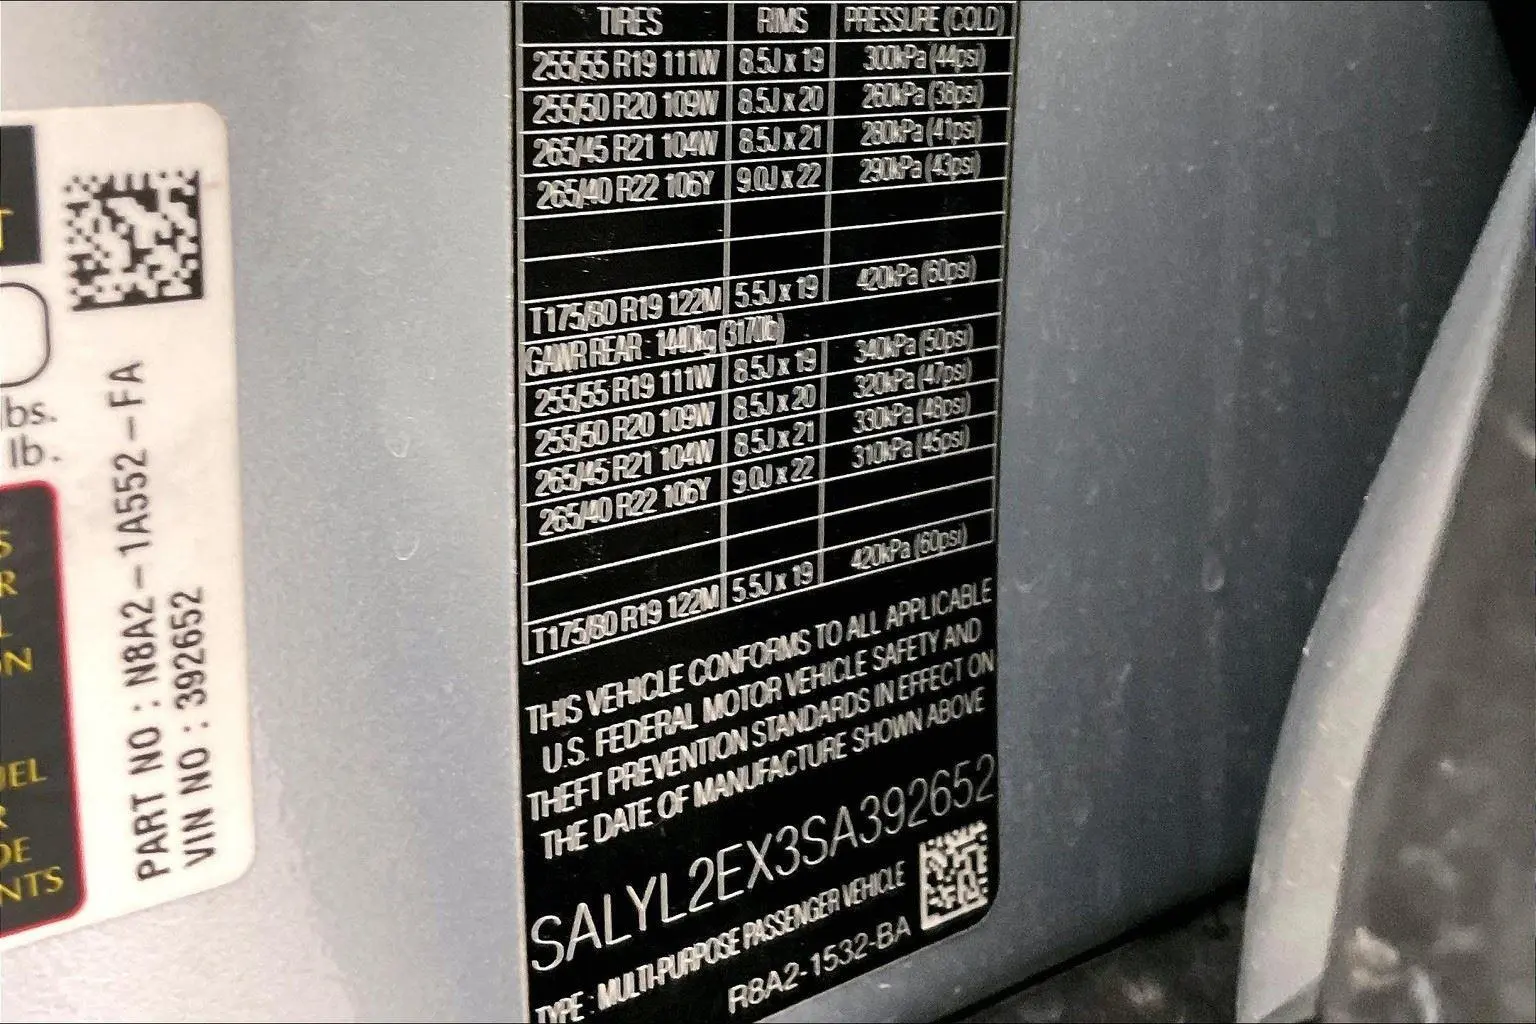 T
bs.
lb.
S
R
L
ON
UEL
R
DE
NTS
PART NO : N8A2-1A552-FA
VIN NO : 392652
TIRES RIMS PRESSURE (COLD)
255/55 R19 111W 8.5J x 19 300kPa (44psi)
255/50 R20 109W 8.5J x 20 260kPa (38psi)
265/45 R21 104W 8.5J x 21 280kPa (41psi)
265/40 R22 106Y 9.0J x 22 290kPa (43psi)
T175/80 R19 122M 5.5J x 19 420kPa (60psi)
GAWR REAR : 1440kg (3170lb)
255/55 R19 111W 8.5J x 19 340kPa (50psi)
255/50 R20 109W 8.5J x 20 320kPa (47psi)
265/45 R21 104W 8.5J x 21 330kPa (48psi)
265/40 R22 106Y 9.0J x 22 310kPa (45psi)
T175/80 R19 122M 5.5J x 19 420kPa (60psi)
THIS VEHICLE CONFORMS TO ALL APPLICABLE
U.S. FEDERAL MOTOR VEHICLE SAFETY AND
THEFT PREVENTION STANDARDS IN EFFECT ON
THE DATE OF MANUFACTURE SHOWN ABOVE
SALYL2EX3SA392652
TYPE : MULTI-PURPOSE PASSENGER VEHICLE
R8A2-1532-BA